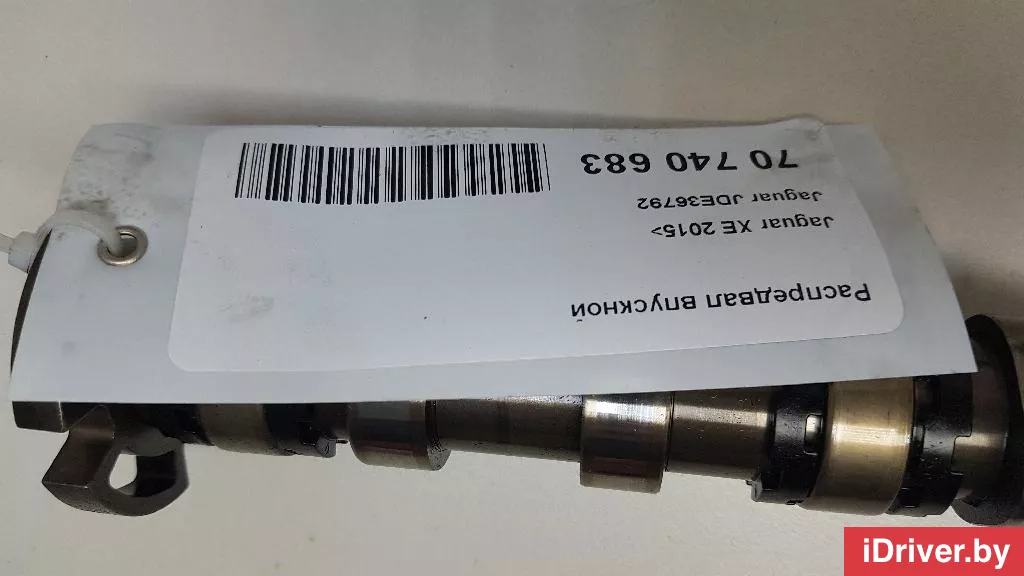 Распредвал впускной
Jaguar XE 2015>
Jaguar JDE36792
70 740 683
iDriver.by